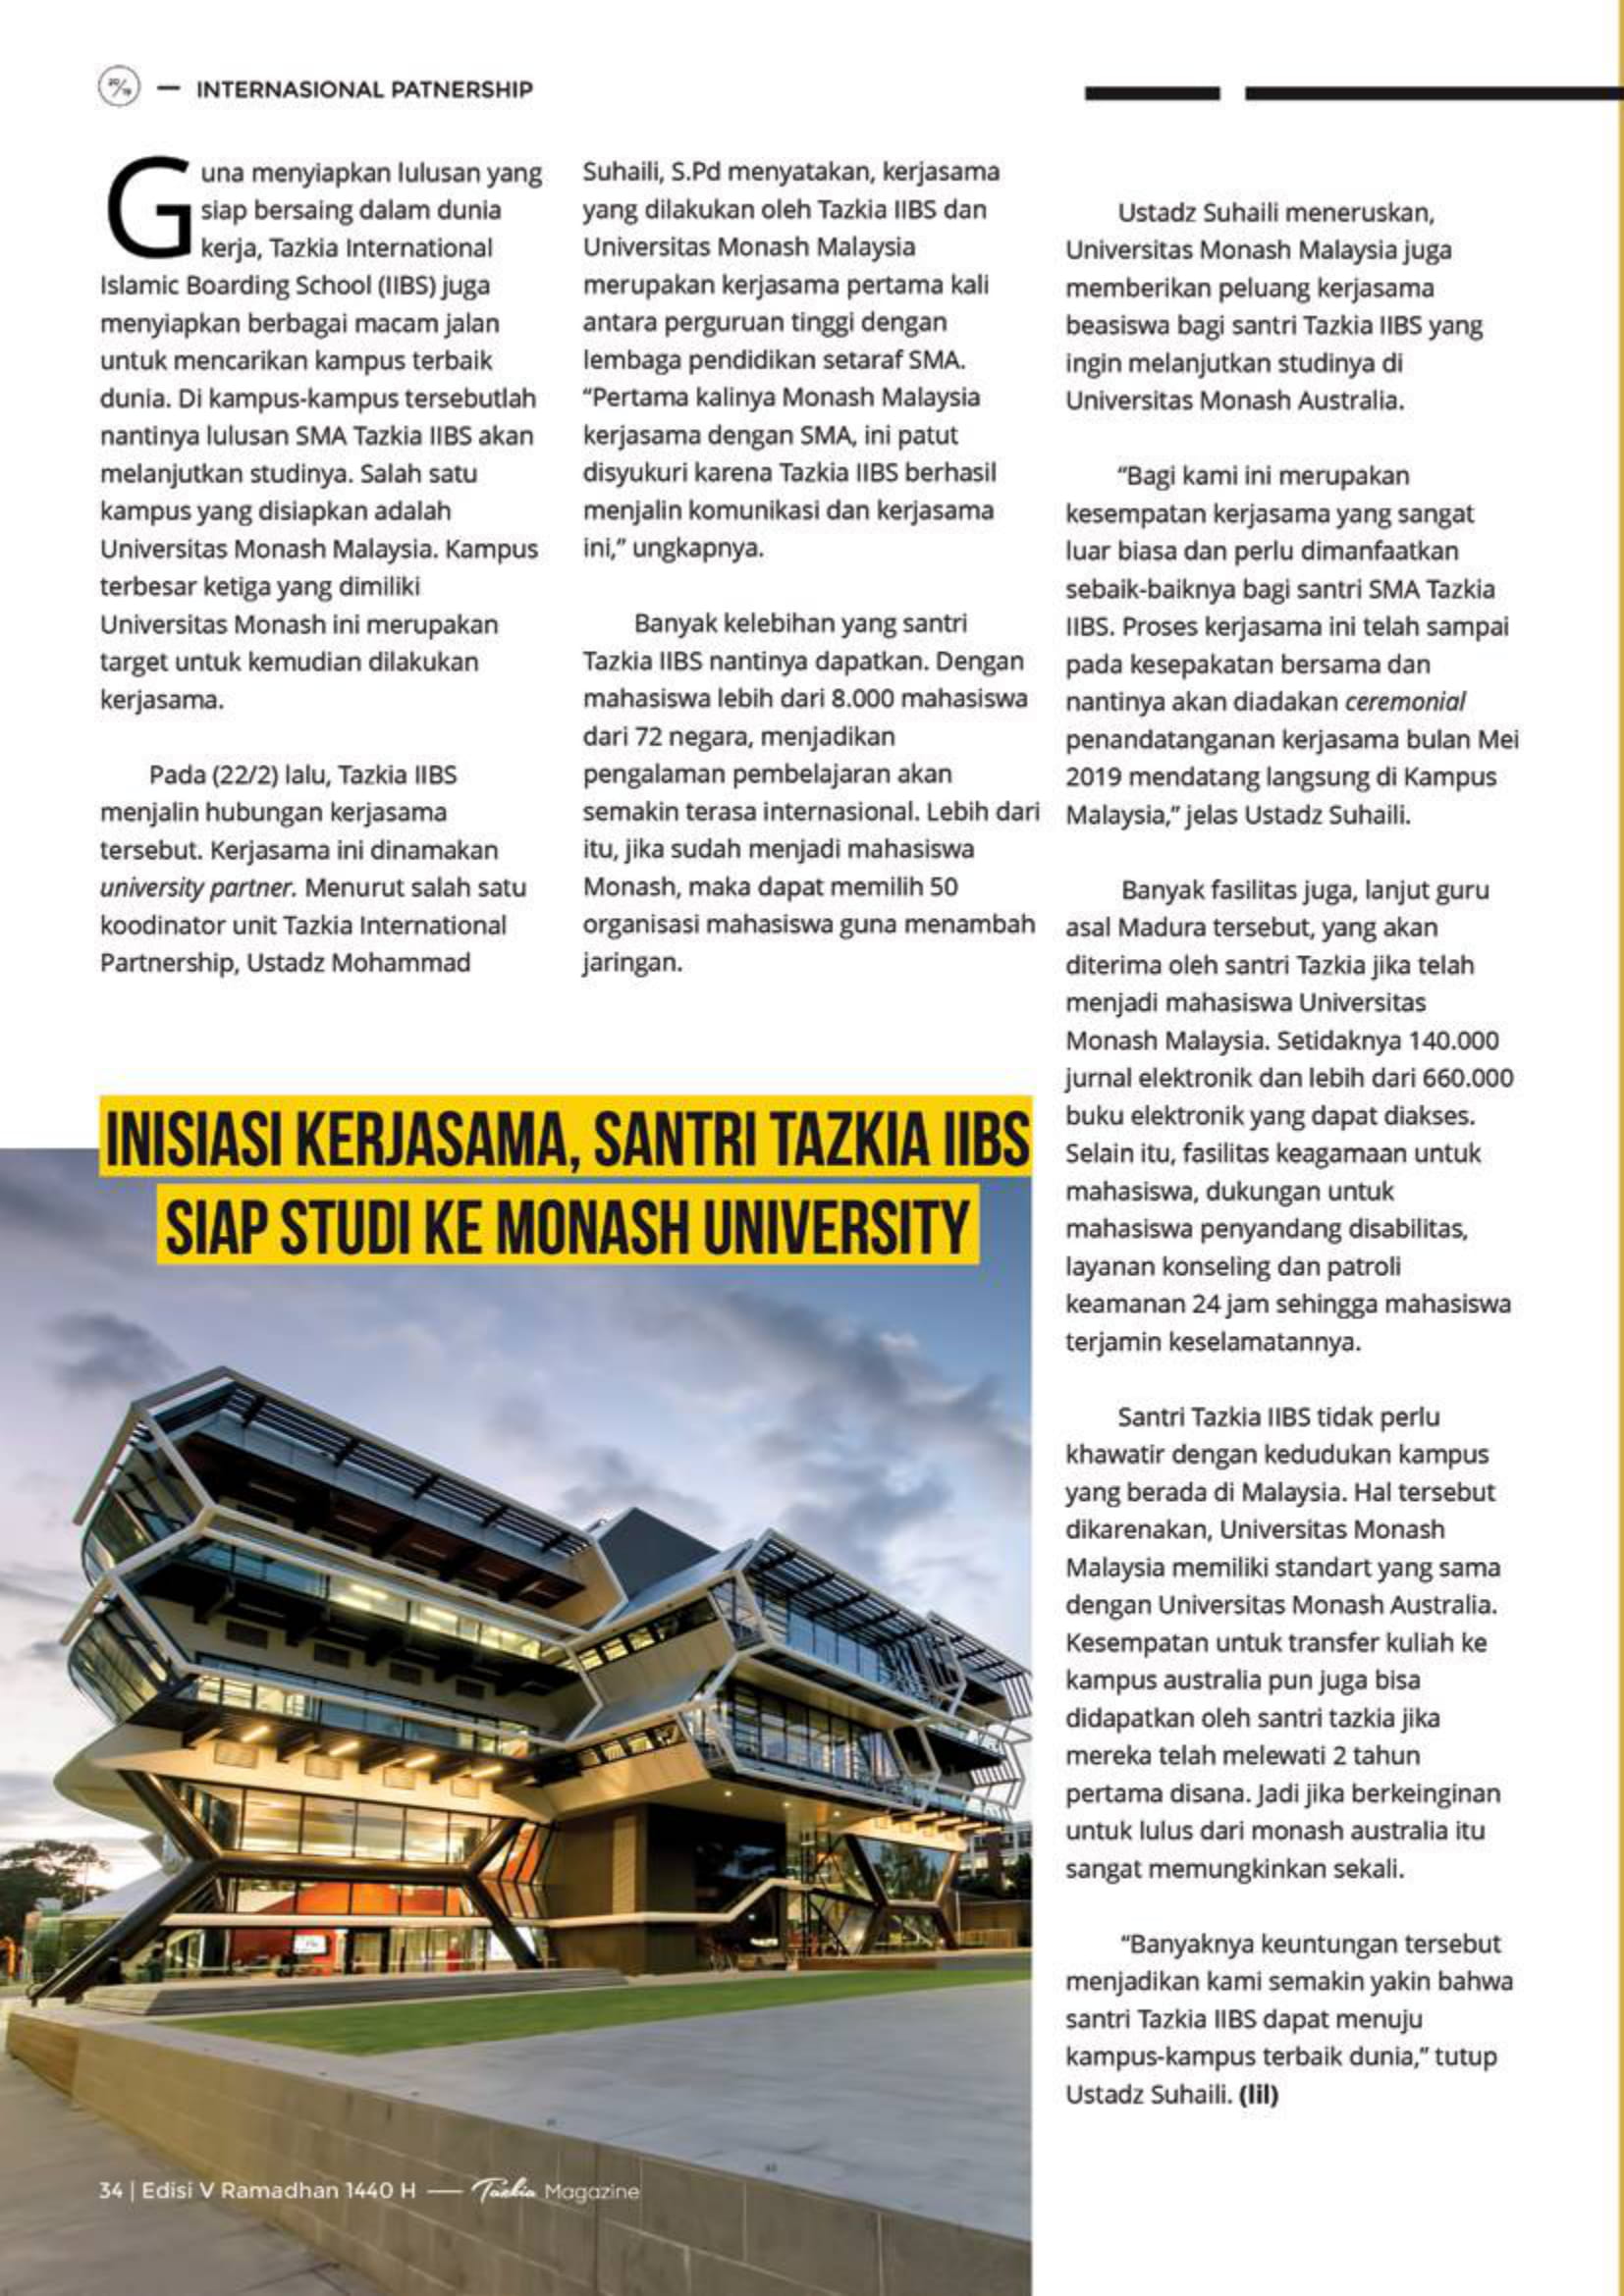 20/19 — INTERNASIONAL PATNERSHIP
Guna menyiapkan lulusan yang
siap bersaing dalam dunia
kerja, Tazkia International
Islamic Boarding School (IIBS) juga
menyiapkan berbagai macam jalan
untuk mencarikan kampus terbaik
dunia. Di kampus-kampus tersebutlah
nantinya lulusan SMA Tazkia IIBS akan
melanjutkan studinya. Salah satu
kampus yang disiapkan adalah
Universitas Monash Malaysia. Kampus
terbesar ketiga yang dimiliki
Universitas Monash ini merupakan
target untuk kemudian dilakukan
kerjasama.
Pada (22/2) lalu, Tazkia IIBS
menjalin hubungan kerjasama
tersebut. Kerjasama ini dinamakan
university partner. Menurut salah satu
koodinator unit Tazkia International
Partnership, Ustadz Mohammad
Suhaili, S.Pd menyatakan, kerjasama
yang dilakukan oleh Tazkia IIBS dan
Universitas Monash Malaysia
merupakan kerjasama pertama kali
antara perguruan tinggi dengan
lembaga pendidikan setaraf SMA.
“Pertama kalinya Monash Malaysia
kerjasama dengan SMA, ini patut
disyukuri karena Tazkia IIBS berhasil
menjalin komunikasi dan kerjasama
ini,” ungkapnya.
Banyak kelebihan yang santri
Tazkia IIBS nantinya dapatkan. Dengan
mahasiswa lebih dari 8.000 mahasiswa
dari 72 negara, menjadikan
pengalaman pembelajaran akan
semakin terasa internasional. Lebih dari
itu, jika sudah menjadi mahasiswa
Monash, maka dapat memilih 50
organisasi mahasiswa guna menambah
jaringan.
Ustadz Suhaili meneruskan,
Universitas Monash Malaysia juga
memberikan peluang kerjasama
beasiswa bagi santri Tazkia IIBS yang
ingin melanjutkan studinya di
Universitas Monash Australia.
“Bagi kami ini merupakan
kesempatan kerjasama yang sangat
luar biasa dan perlu dimanfaatkan
sebaik-baiknya bagi santri SMA Tazkia
IIBS. Proses kerjasama ini telah sampai
pada kesepakatan bersama dan
nantinya akan diadakan ceremonial
penandatanganan kerjasama bulan Mei
2019 mendatang langsung di Kampus
Malaysia,” jelas Ustadz Suhaili.
Banyak fasilitas juga, lanjut guru
asal Madura tersebut, yang akan
diterima oleh santri Tazkia jika telah
menjadi mahasiswa Universitas
Monash Malaysia. Setidaknya 140.000
jurnal elektronik dan lebih dari 660.000
buku elektronik yang dapat diakses.
Selain itu, fasilitas keagamaan untuk
mahasiswa, dukungan untuk
mahasiswa penyandang disabilitas,
layanan konseling dan patroli
keamanan 24 jam sehingga mahasiswa
terjamin keselamatannya.
Santri Tazkia IIBS tidak perlu
khawatir dengan kedudukan kampus
yang berada di Malaysia. Hal tersebut
dikarenakan, Universitas Monash
Malaysia memiliki standart yang sama
dengan Universitas Monash Australia.
Kesempatan untuk transfer kuliah ke
kampus australia pun juga bisa
didapatkan oleh santri tazkia jika
mereka telah melewati 2 tahun
pertama disana. Jadi jika berkeinginan
untuk lulus dari monash australia itu
sangat memungkinkan sekali.
“Banyaknya keuntungan tersebut
menjadikan kami semakin yakin bahwa
santri Tazkia IIBS dapat menuju
kampus-kampus terbaik dunia,” tutup
Ustadz Suhaili. (lil)
INISIASI KERJASAMA, SANTRI TAZKIA IIBS
SIAP STUDI KE MONASH UNIVERSITY
34 | Edisi V Ramadhan 1440 H — Tazkia Magazine